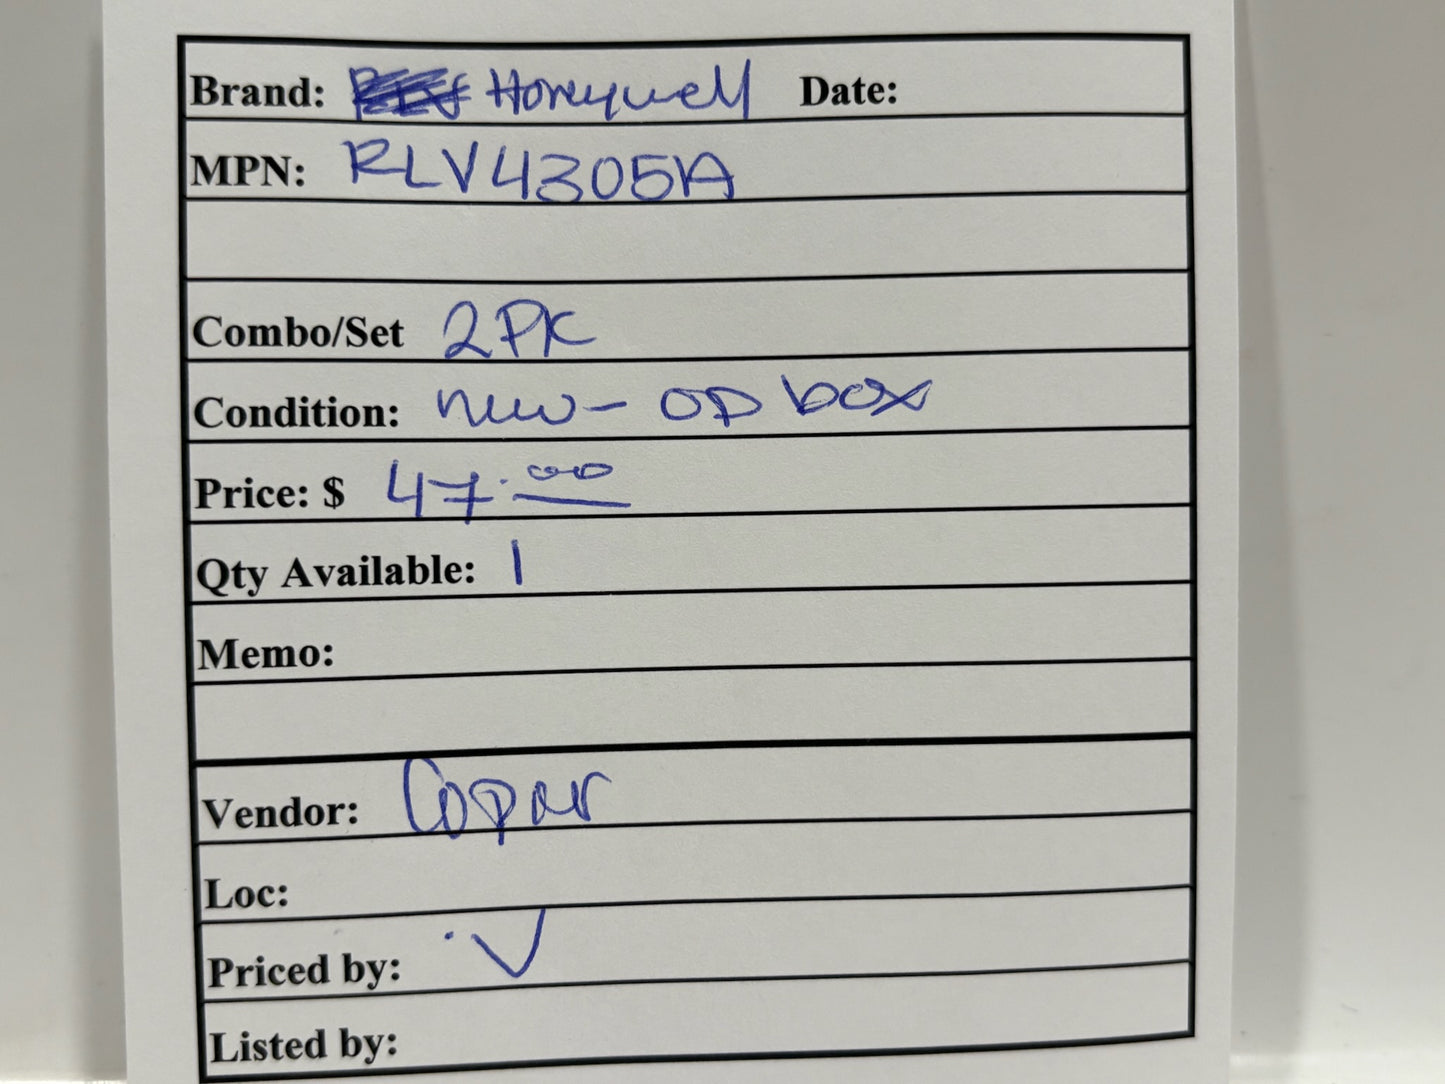 Brand: Honeywell Date:
MPN: RLV4305A
Combo/Set 2PK
Condition: new - op box
Price: $ 47.00
Qty Available: 1
Memo:
Vendor: Copar
Loc:
Priced by: V
Listed by: